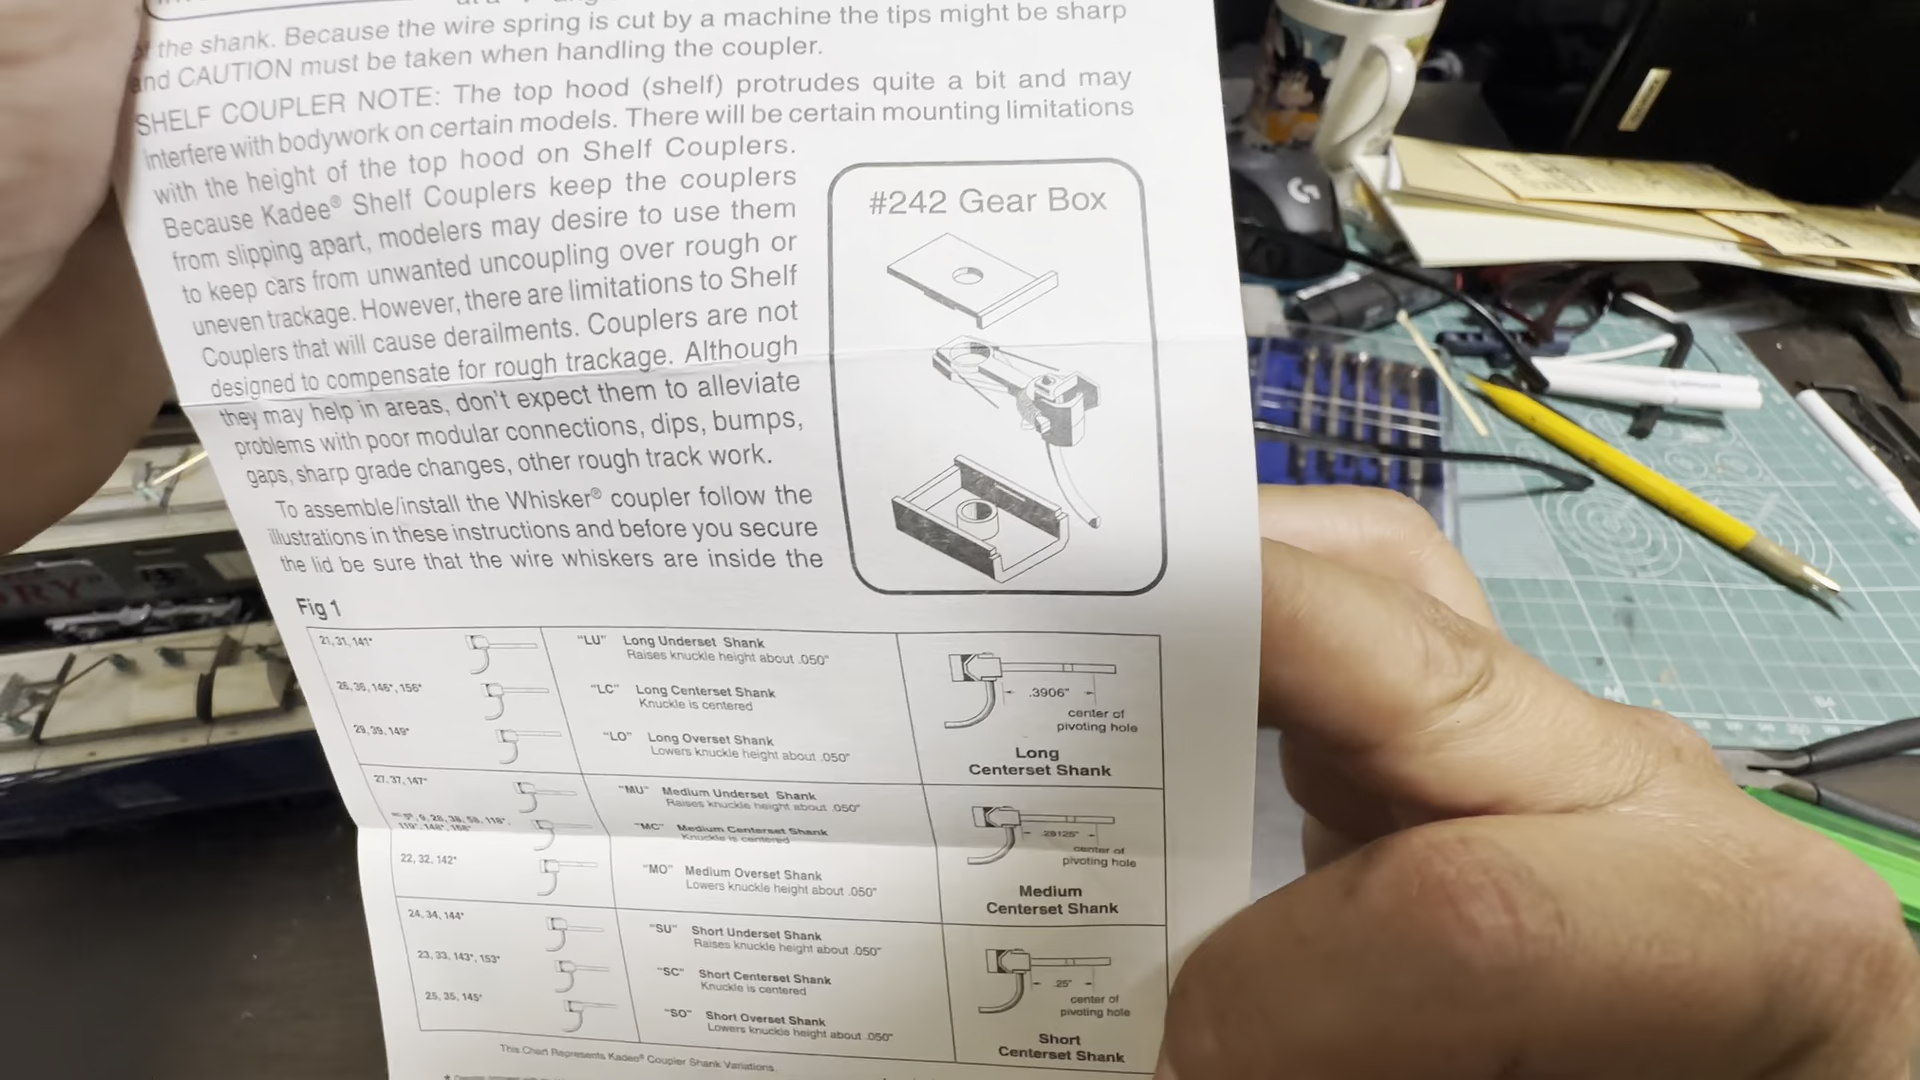 the shank. Because the wire spring is cut by a machine the tips might be sharp
and CAUTION must be taken when handling the coupler.
SHELF COUPLER NOTE: The top hood (shelf) protrudes quite a bit and may
interfere with bodywork on certain models. There will be certain mounting limitations
with the height of the top hood on Shelf Couplers.
Because Kadee® Shelf Couplers keep the couplers
from slipping apart, modelers may desire to use them
to keep cars from unwanted uncoupling over rough or
uneven trackage. However, there are limitations to Shelf
Couplers that will cause derailments. Couplers are not
designed to compensate for rough trackage. Although
they may help in areas, don't expect them to alleviate
problems with poor modular connections, dips, bumps,
gaps, sharp grade changes, other rough track work.
To assemble/install the Whisker® coupler follow the
illustrations in these instructions and before you secure
the lid be sure that the wire whiskers are inside the
#242 Gear Box
Fig 1
21, 31, 141*
"LU" Long Underset Shank
Raises knuckle height about .050"
26, 36, 146*, 156*
"LC" Long Centerset Shank
Knuckle is centered
29, 39, 149*
"LO" Long Overset Shank
Lowers knuckle height about .050"
.3906"
center of
pivoting hole
Long
Centerset Shank
27, 37, 147*
"MU" Medium Underset Shank
Raises knuckle height about .050"
"MC" Medium Centerset Shank
Knuckle is centered
22, 32, 142*
"MO" Medium Overset Shank
Lowers knuckle height about .050"
.28125"
center of
pivoting hole
Medium
Centerset Shank
24, 34, 144*
"SU" Short Underset Shank
Raises knuckle height about .050"
23, 33, 143*, 153*
"SC" Short Centerset Shank
Knuckle is centered
25, 35, 145*
"SO" Short Overset Shank
Lowers knuckle height about .050"
.25"
center of
pivoting hole
Short
Centerset Shank
This Chart Represents Kadee® Coupler Shank Variations.
G